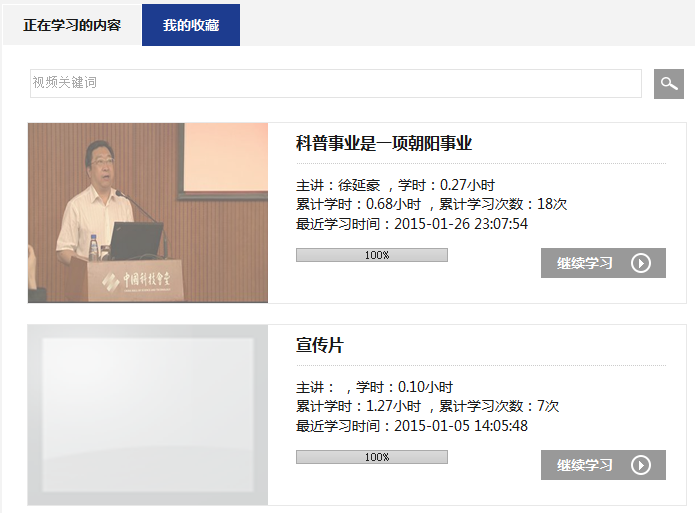 正在学习的内容 我的收藏
视频关键词
科普事业是一项朝阳事业
主讲：徐延豪 ，学时：0.27小时
累计学时：0.68小时 ，累计学习次数：18次
最近学习时间：2015-01-26 23:07:54
100%
继续学习
中国科技会堂
宣传片
主讲： ，学时：0.10小时
累计学时：1.27小时 ，累计学习次数：7次
最近学习时间：2015-01-05 14:05:48
100%
继续学习